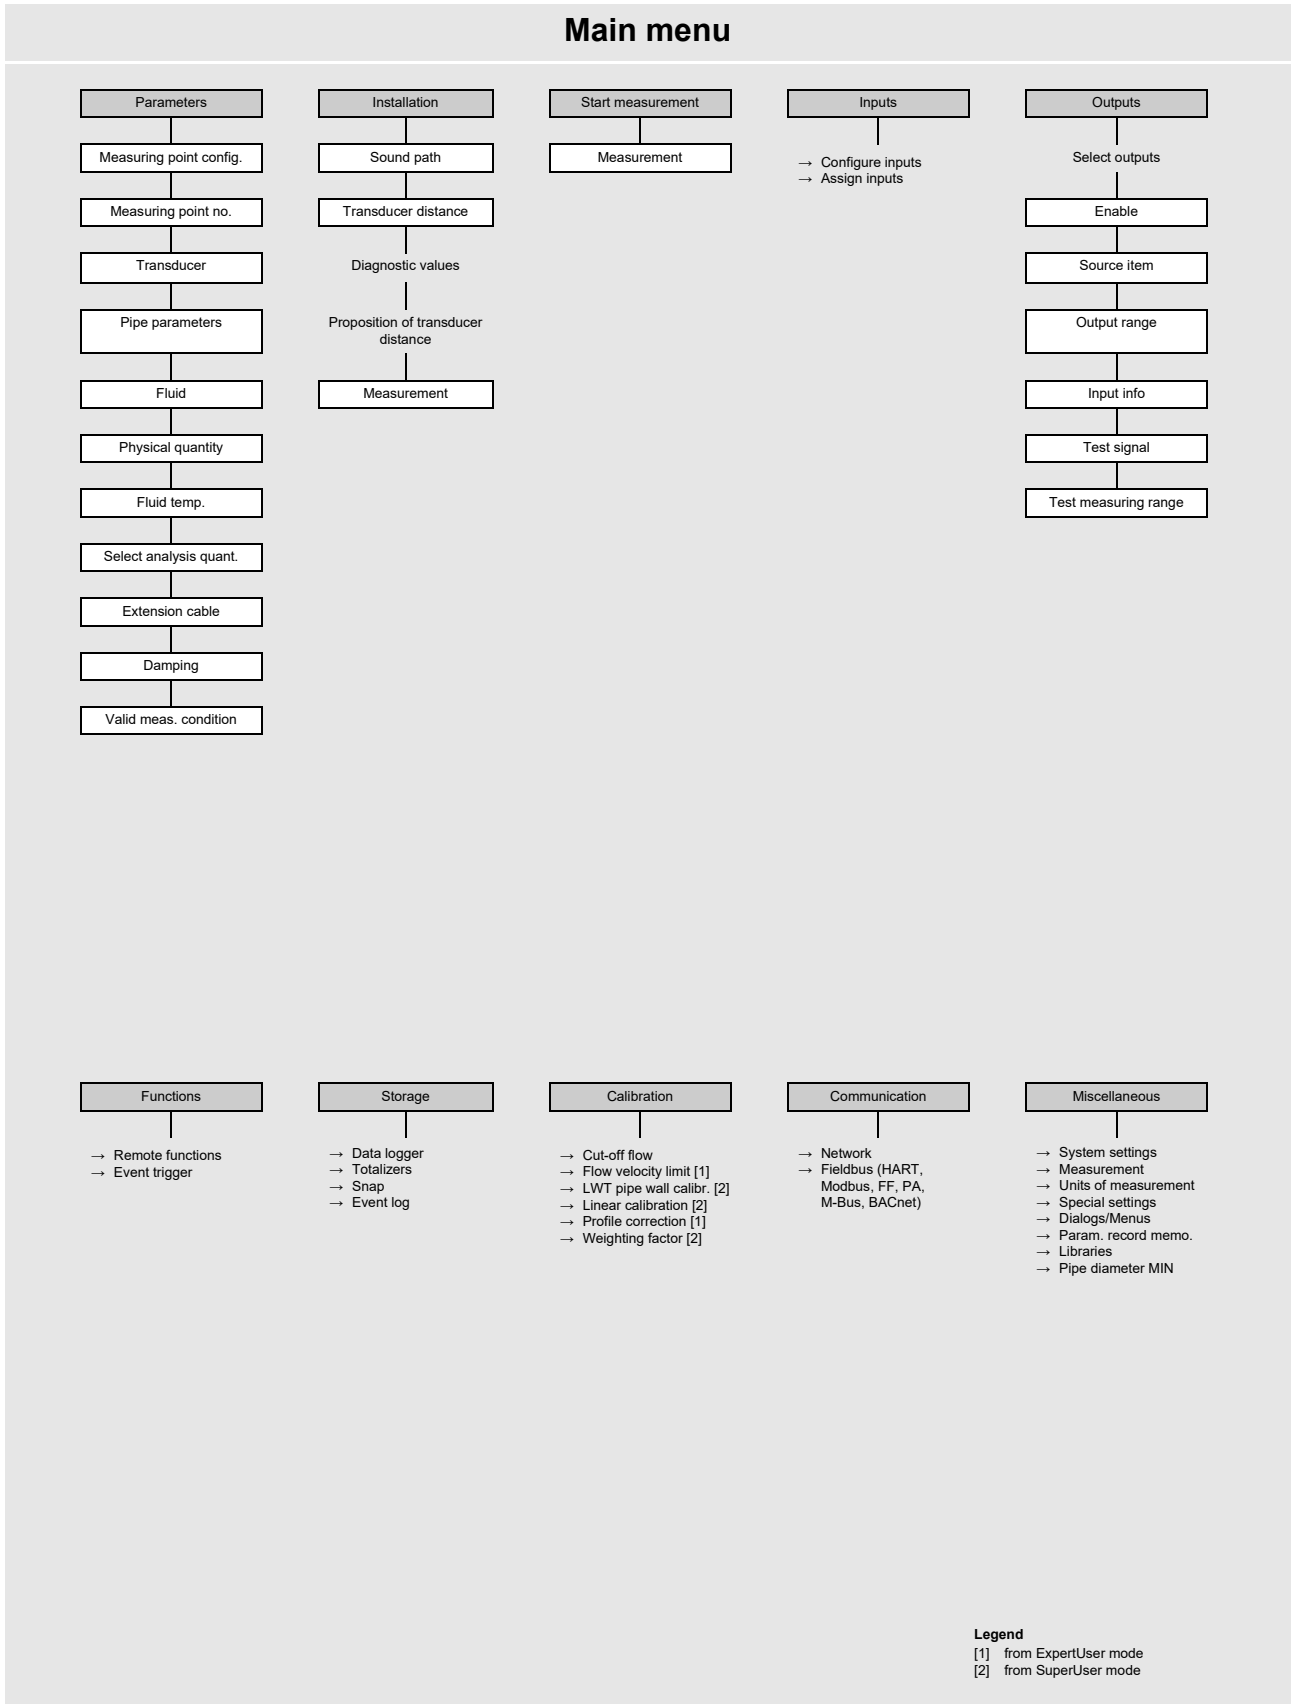 Main menu
Parameters
Measuring point config.
Measuring point no.
Transducer
Pipe parameters
Fluid
Physical quantity
Fluid temp.
Select analysis quant.
Extension cable
Damping
Valid meas. condition
Installation
Sound path
Transducer distance
Diagnostic values
Proposition of transducer
distance
Measurement
Start measurement
Measurement
Inputs
→ Configure inputs
→ Assign inputs
Outputs
Select outputs
Enable
Source item
Output range
Input info
Test signal
Test measuring range
Functions
→ Remote functions
→ Event trigger
Storage
→ Data logger
→ Totalizers
→ Snap
→ Event log
Calibration
→ Cut-off flow
→ Flow velocity limit [1]
→ LWT pipe wall calibr. [2]
→ Linear calibration [2]
→ Profile correction [1]
→ Weighting factor [2]
Communication
→ Network
→ Fieldbus (HART,
Modbus, FF, PA,
M-Bus, BACnet)
Miscellaneous
→ System settings
→ Measurement
→ Units of measurement
→ Special settings
→ Dialogs/Menus
→ Param. record memo.
→ Libraries
→ Pipe diameter MIN
Legend
[1] from ExpertUser mode
[2] from SuperUser mode